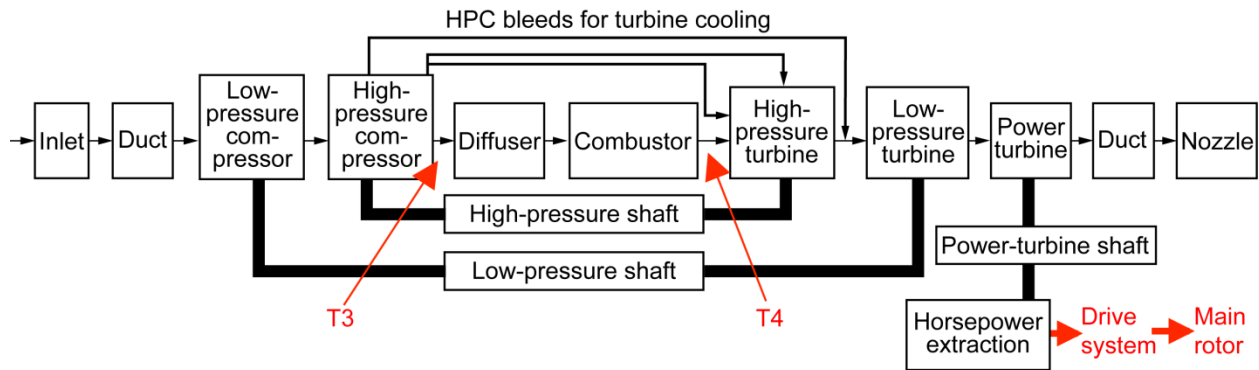 HPC bleeds for turbine cooling
Inlet
Duct
Low-
pressure
com-
pressor
High-
pressure
com-
pressor
Diffuser
Combustor
High-
pressure
turbine
Low-
pressure
turbine
Power
turbine
Duct
Nozzle
High-pressure shaft
Low-pressure shaft
Power-turbine shaft
T3
T4
Horsepower
extraction
Drive
system
Main
rotor